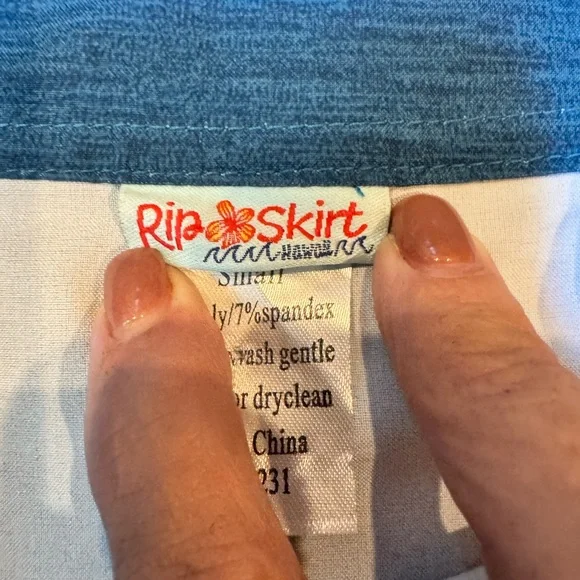 Rip Skirt
HAWAII
Small
ly/7%spandex
wash gentle
or dryclean
China
231